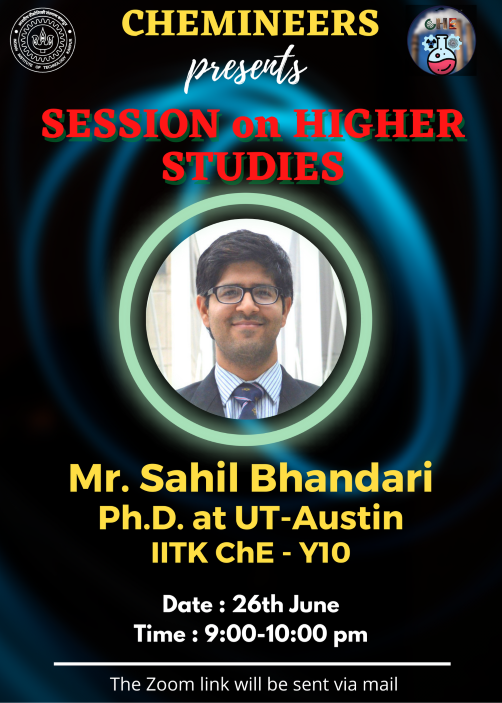 CHEMINEERS
CHE
presents
SESSION on HIGHER
STUDIES
Mr. Sahil Bhandari
Ph.D. at UT-Austin
IITK ChE - Y10
Date : 26th June
Time : 9:00-10:00 pm
The Zoom link will be sent via mail